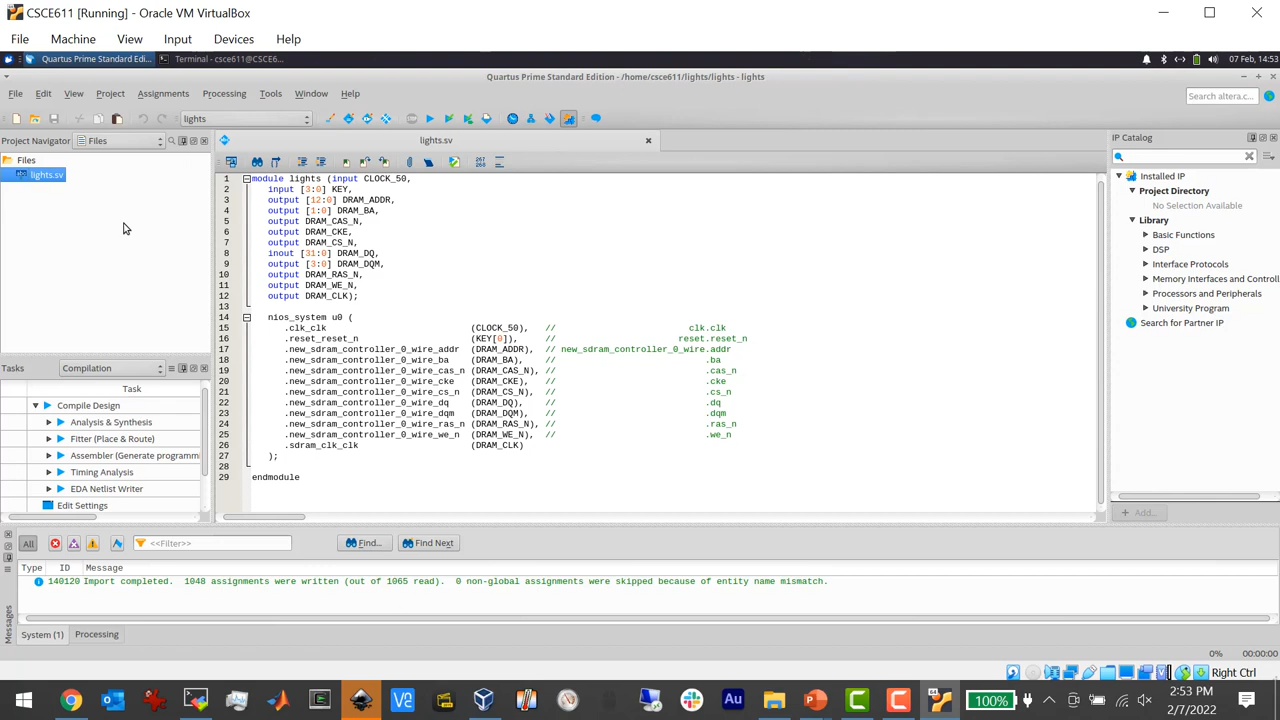 CSCE611 [Running] - Oracle VM VirtualBox
File Machine View Input Devices Help
Quartus Prime Standard Edi... Terminal - csce611@CSCE6... 07 Feb, 14:53
Quartus Prime Standard Edition - /home/csce611/lights/lights - lights
File Edit View Project Assignments Processing Tools Window Help Search altera.c...
lights
Project Navigator Files lights.sv IP Catalog
Files
lights.sv
1 module lights (input CLOCK_50,
2 input [3:0] KEY,
3 output [12:0] DRAM_ADDR,
4 output [1:0] DRAM_BA,
5 output DRAM_CAS_N,
6 output DRAM_CKE,
7 output DRAM_CS_N,
8 inout [31:0] DRAM_DQ,
9 output [3:0] DRAM_DQM,
10 output DRAM_RAS_N,
11 output DRAM_WE_N,
12 output DRAM_CLK);
13
14 nios_system u0 (
15 .clk_clk (CLOCK_50), // clk.clk
16 .reset_reset_n (KEY[0]), // reset.reset_n
17 .new_sdram_controller_0_wire_addr (DRAM_ADDR), // new_sdram_controller_0_wire.addr
18 .new_sdram_controller_0_wire_ba (DRAM_BA), // .ba
19 .new_sdram_controller_0_wire_cas_n (DRAM_CAS_N), // .cas_n
20 .new_sdram_controller_0_wire_cke (DRAM_CKE), // .cke
21 .new_sdram_controller_0_wire_cs_n (DRAM_CS_N), // .cs_n
22 .new_sdram_controller_0_wire_dq (DRAM_DQ), // .dq
23 .new_sdram_controller_0_wire_dqm (DRAM_DQM), // .dqm
24 .new_sdram_controller_0_wire_ras_n (DRAM_RAS_N), // .ras_n
25 .new_sdram_controller_0_wire_we_n (DRAM_WE_N), // .we_n
26 .sdram_clk_clk (DRAM_CLK)
27 );
28
29 endmodule
Installed IP
Project Directory
No Selection Available
Library
Basic Functions
DSP
Interface Protocols
Memory Interfaces and Controll
Processors and Peripherals
University Program
Search for Partner IP
Add...
Tasks Compilation
Task
Compile Design
Analysis & Synthesis
Fitter (Place & Route)
Assembler (Generate programm
Timing Analysis
EDA Netlist Writer
Edit Settings
All <<Filter>> Find... Find Next
Type ID Message
140120 Import completed. 1048 assignments were written (out of 1065 read). 0 non-global assignments were skipped because of entity name mismatch.
Messages
System (1) Processing
0% 00:00:00
Right Ctrl
100%
2:53 PM
2/7/2022